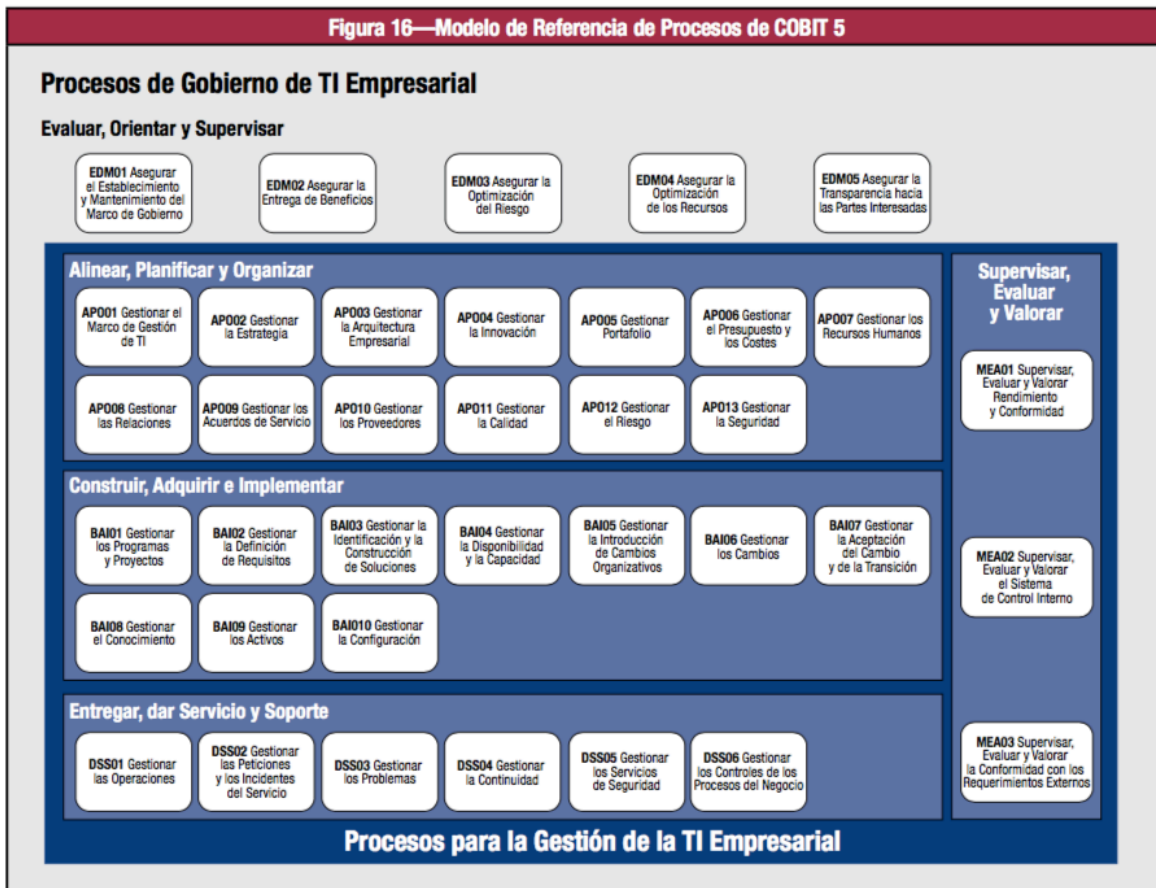 Figura 16—Modelo de Referencia de Procesos de COBIT 5
Procesos de Gobierno de TI Empresarial
Evaluar, Orientar y Supervisar
EDM01 Asegurar
el Establecimiento
y Mantenimiento del
Marco de Gobierno
EDM02 Asegurar la
Entrega de Beneficios
EDM03 Asegurar la
Optimización
del Riesgo
EDM04 Asegurar la
Optimización
de los Recursos
EDM05 Asegurar la
Transparencia hacia
las Partes Interesadas
Alinear, Planificar y Organizar
APO01 Gestionar el
Marco de Gestión
de TI
APO02 Gestionar
la Estrategia
APO03 Gestionar
la Arquitectura
Empresarial
APO04 Gestionar
la Innovación
APO05 Gestionar
Portafolio
APO06 Gestionar
el Presupuesto y
los Costes
APO07 Gestionar los
Recursos Humanos
APO08 Gestionar
las Relaciones
APO09 Gestionar los
Acuerdos de Servicio
APO10 Gestionar
los Proveedores
APO11 Gestionar
la Calidad
APO12 Gestionar
el Riesgo
APO13 Gestionar
la Seguridad
Construir, Adquirir e Implementar
BAI01 Gestionar
los Programas
y Proyectos
BAI02 Gestionar
la Definición
de Requisitos
BAI03 Gestionar la
Identificación y la
Construcción
de Soluciones
BAI04 Gestionar
la Disponibilidad
y la Capacidad
BAI05 Gestionar
la Introducción
de Cambios
Organizativos
BAI06 Gestionar
los Cambios
BAI07 Gestionar
la Aceptación
del Cambio
y de la Transición
BAI08 Gestionar
el Conocimiento
BAI09 Gestionar
los Activos
BAI010 Gestionar
la Configuración
Entregar, dar Servicio y Soporte
DSS01 Gestionar
las Operaciones
DSS02 Gestionar
las Peticiones
y los Incidentes
del Servicio
DSS03 Gestionar
los Problemas
DSS04 Gestionar
la Continuidad
DSS05 Gestionar
los Servicios
de Seguridad
DSS06 Gestionar
los Controles de los
Procesos del Negocio
Supervisar,
Evaluar
y Valorar
MEA01 Supervisar,
Evaluar y Valorar
Rendimiento
y Conformidad
MEA02 Supervisar,
Evaluar y Valorar
el Sistema
de Control Interno
MEA03 Supervisar,
Evaluar y Valorar
la Conformidad con los
Requerimientos Externos
Procesos para la Gestión de la TI Empresarial